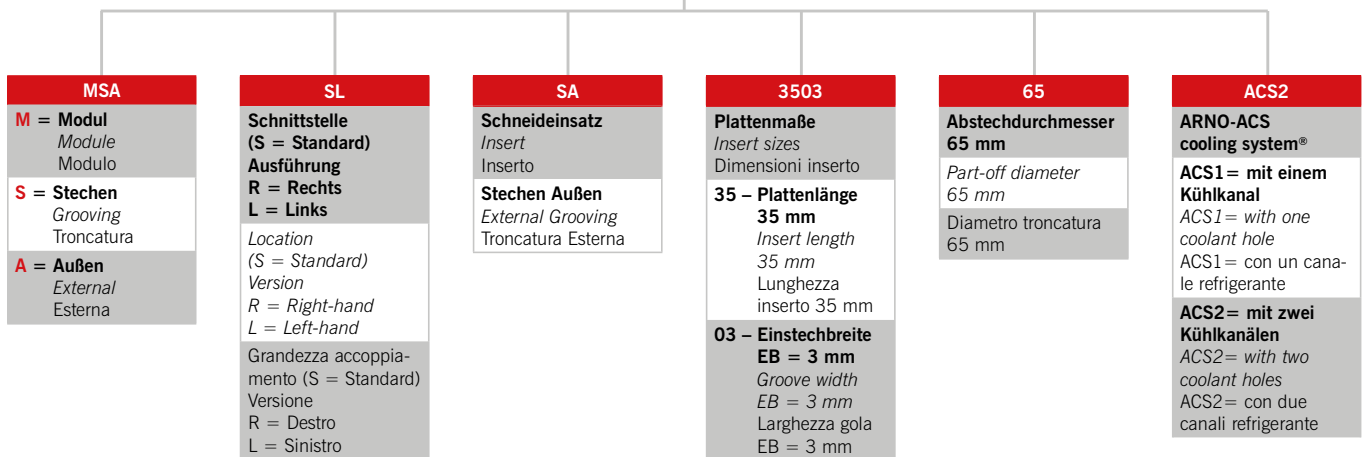 MSA
M = Modul
Module
Modulo
S = Stechen
Grooving
Troncatura
A = Außen
External
Esterna
SL
Schnittstelle
(S = Standard)
Ausführung
R = Rechts
L = Links
Location
(S = Standard)
Version
R = Right-hand
L = Left-hand
Grandezza accoppia-
mento (S = Standard)
Versione
R = Destro
L = Sinistro
SA
Schneideinsatz
Insert
Inserto
Stechen Außen
External Grooving
Troncatura Esterna
3503
Plattenmaße
Insert sizes
Dimensioni inserto
35 – Plattenlänge
35 mm
Insert length
35 mm
Lunghezza
inserto 35 mm
03 – Einstechbreite
EB = 3 mm
Groove width
EB = 3 mm
Larghezza gola
EB = 3 mm
65
Abstechdurchmesser
65 mm
Part-off diameter
65 mm
Diametro troncatura
65 mm
ACS2
ARNO-ACS
cooling system®
ACS1= mit einem
Kühlkanal
ACS1= with one
coolant hole
ACS1= con un cana-
le refrigerante
ACS2= mit zwei
Kühlkanälen
ACS2= with two
coolant holes
ACS2= con due
canali refrigerante